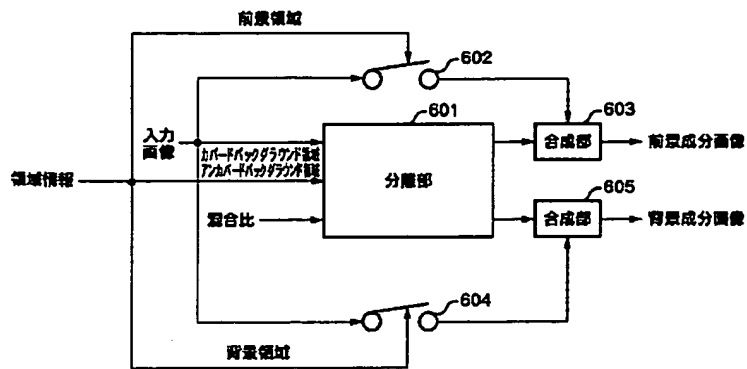 前景領域
602
601
603
入力
画像
カバードバックグラウンド領域
アンカバードバックグラウンド領域
分離部
合成部
前景成分画像
領域情報
605
混合比
合成部
背景成分画像
604
背景領域